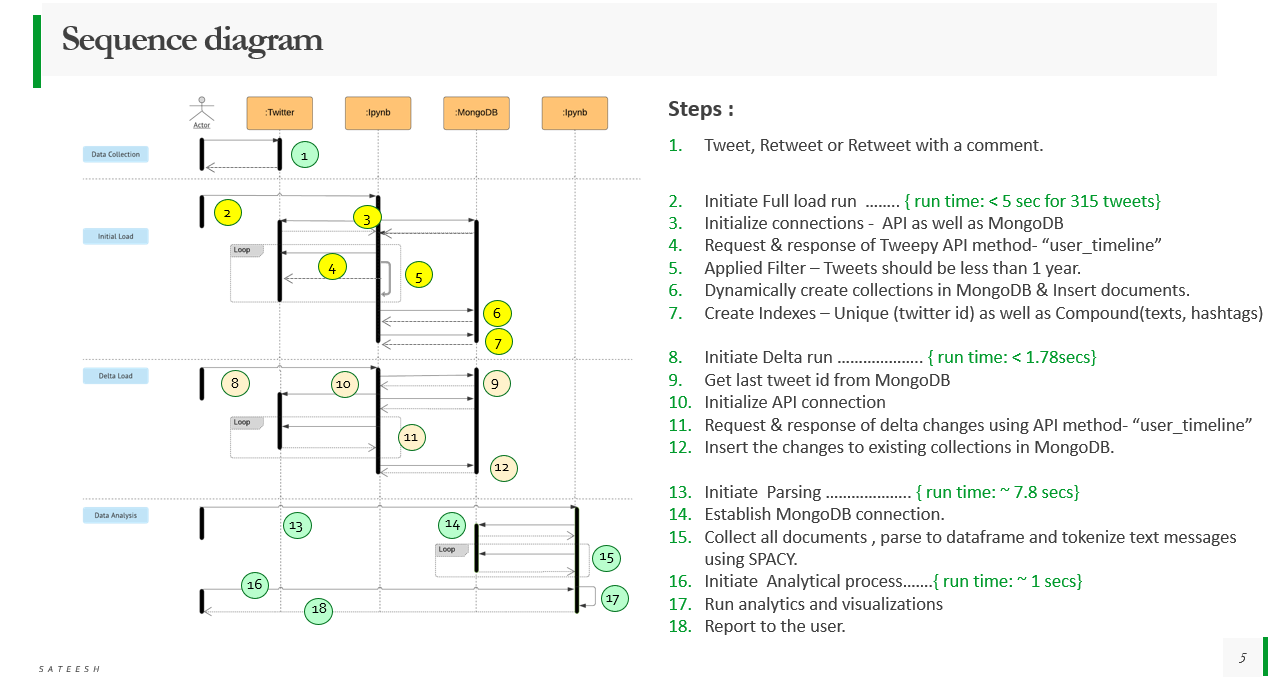 Sequence diagram
Actor
:Twitter
:Ipynb
:MongoDB
:Ipynb
Data Collection
1
Initial Load
2
3
Loop
4
5
6
7
Delta Load
8
10
9
Loop
11
12
Data Analysis
13
14
Loop
15
16
17
18
Steps :
1. Tweet, Retweet or Retweet with a comment.
2. Initiate Full load run ........ { run time: < 5 sec for 315 tweets}
3. Initialize connections - API as well as MongoDB
4. Request & response of Tweepy API method- “user_timeline”
5. Applied Filter – Tweets should be less than 1 year.
6. Dynamically create collections in MongoDB & Insert documents.
7. Create Indexes – Unique (twitter id) as well as Compound(texts, hashtags)
8. Initiate Delta run .................... { run time: < 1.78secs}
9. Get last tweet id from MongoDB
10. Initialize API connection
11. Request & response of delta changes using API method- “user_timeline”
12. Insert the changes to existing collections in MongoDB.
13. Initiate Parsing .................... { run time: ~ 7.8 secs}
14. Establish MongoDB connection.
15. Collect all documents , parse to dataframe and tokenize text messages
using SPACY.
16. Initiate Analytical process.......{ run time: ~ 1 secs}
17. Run analytics and visualizations
18. Report to the user.
SATEESH
5